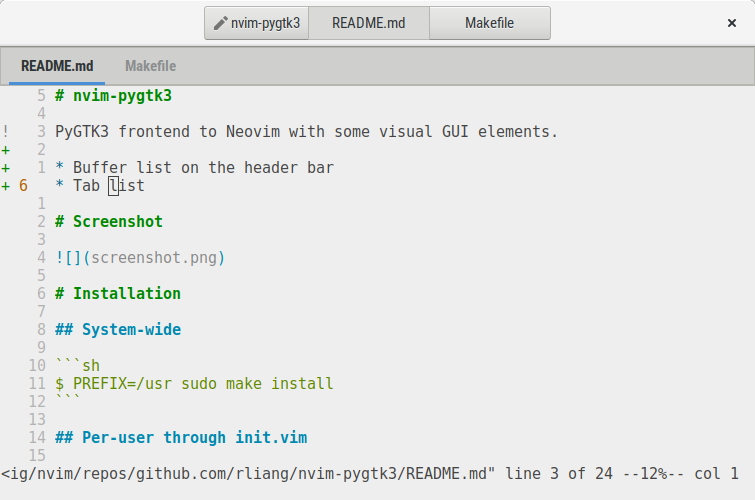 nvim-pygtk3 README.md Makefile ×
README.md Makefile
5 # nvim-pygtk3
4
! 3 PyGTK3 frontend to Neovim with some visual GUI elements.
+ 2
+ 1 * Buffer list on the header bar
+ 6 * Tab list
1
2 # Screenshot
3
4 ![](screenshot.png)
5
6 # Installation
7
8 ## System-wide
9
10 ```sh
11 $ PREFIX=/usr sudo make install
12 ```
13
14 ## Per-user through init.vim
15
<ig/nvim/repos/github.com/rliang/nvim-pygtk3/README.md" line 3 of 24 --12%-- col 1